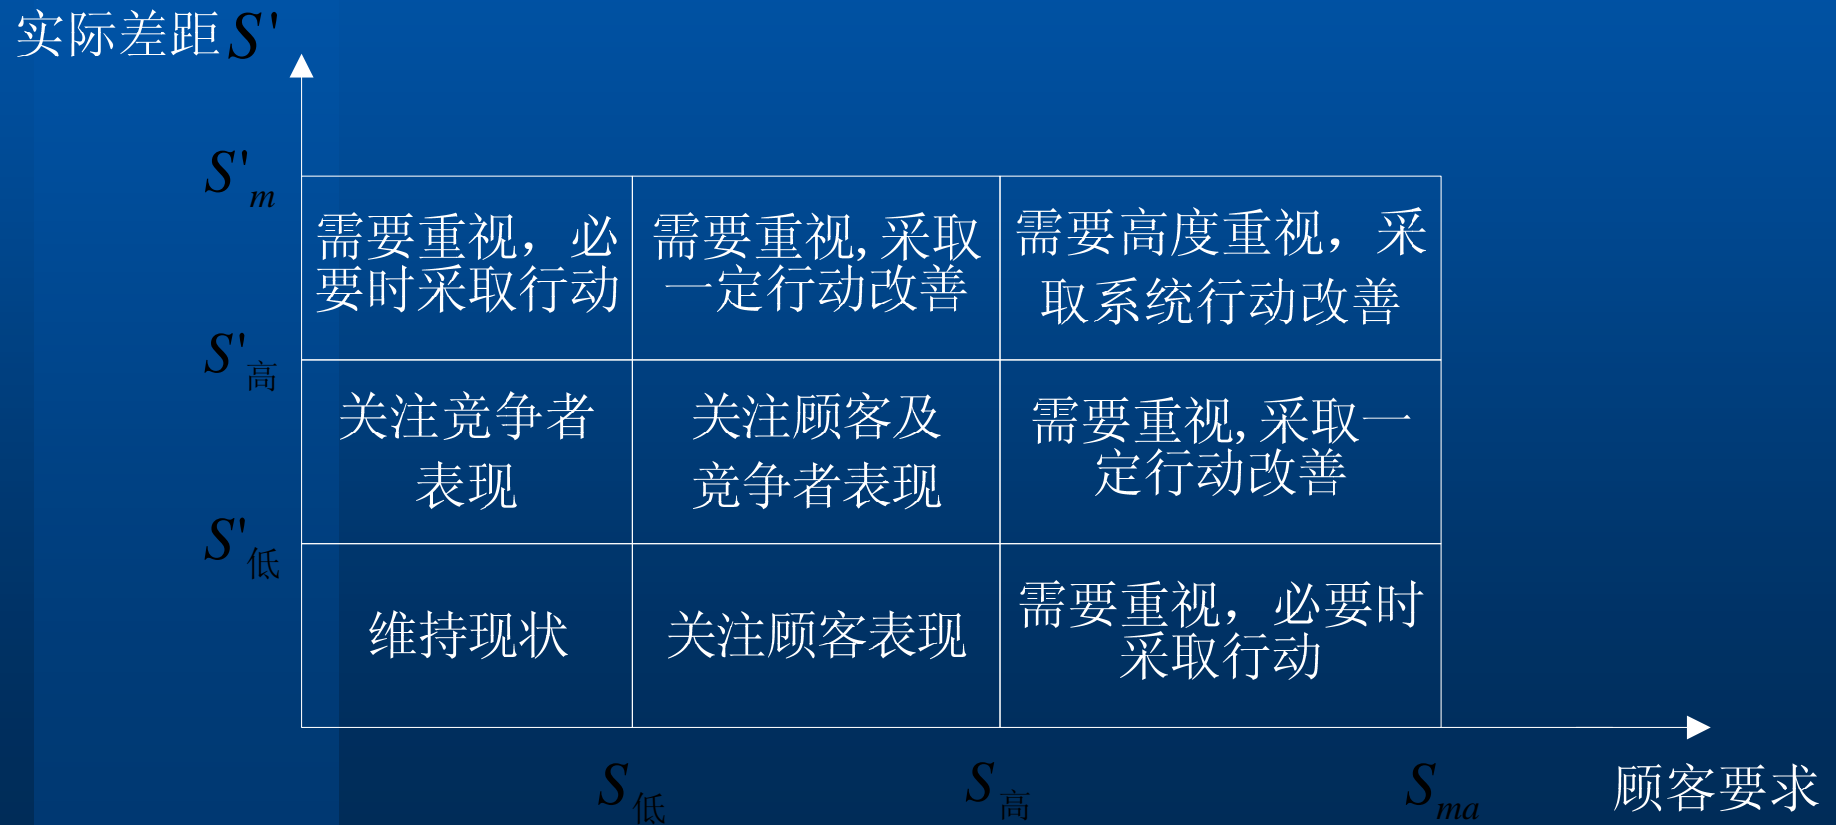 实际差距S'
S'm
需要重视，必
要时采取行动
需要重视,采取
一定行动改善
需要高度重视，采
取系统行动改善
S'高
关注竞争者
表现
关注顾客及
竞争者表现
需要重视,采取一
定行动改善
S'低
维持现状
关注顾客表现
需要重视，必要时
采取行动
S低
S高
Sma
顾客要求